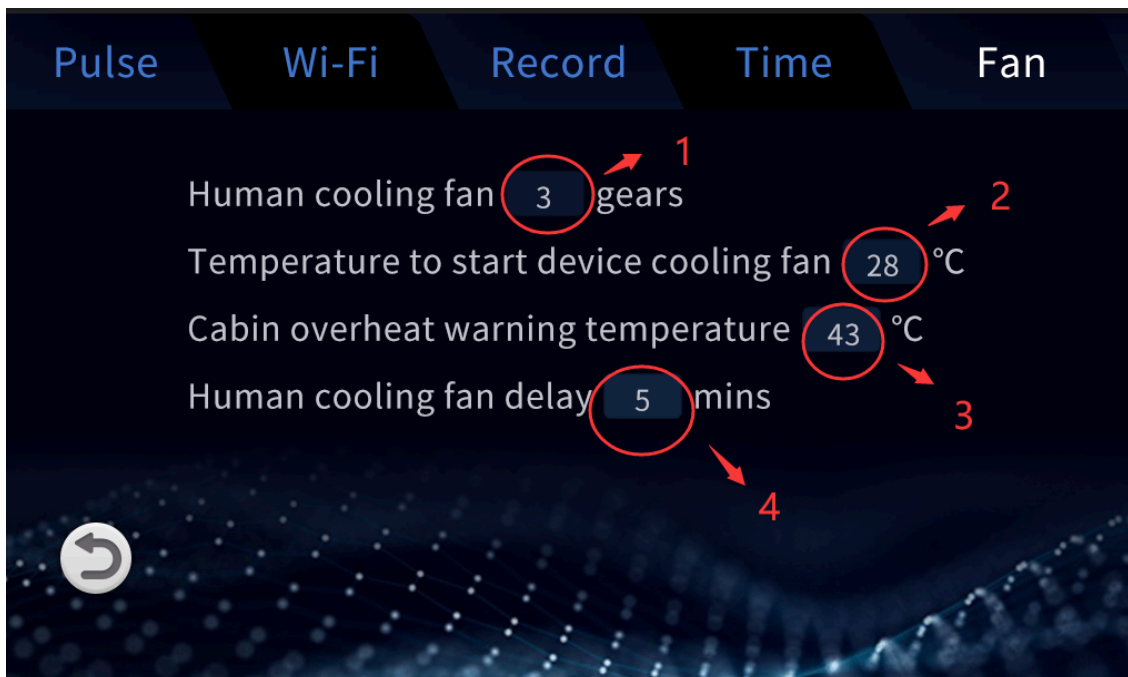 Pulse Wi-Fi Record Time Fan
1
Human cooling fan 3 gears
2
Temperature to start device cooling fan 28 °C
Cabin overheat warning temperature 43 °C
3
Human cooling fan delay 5 mins
4